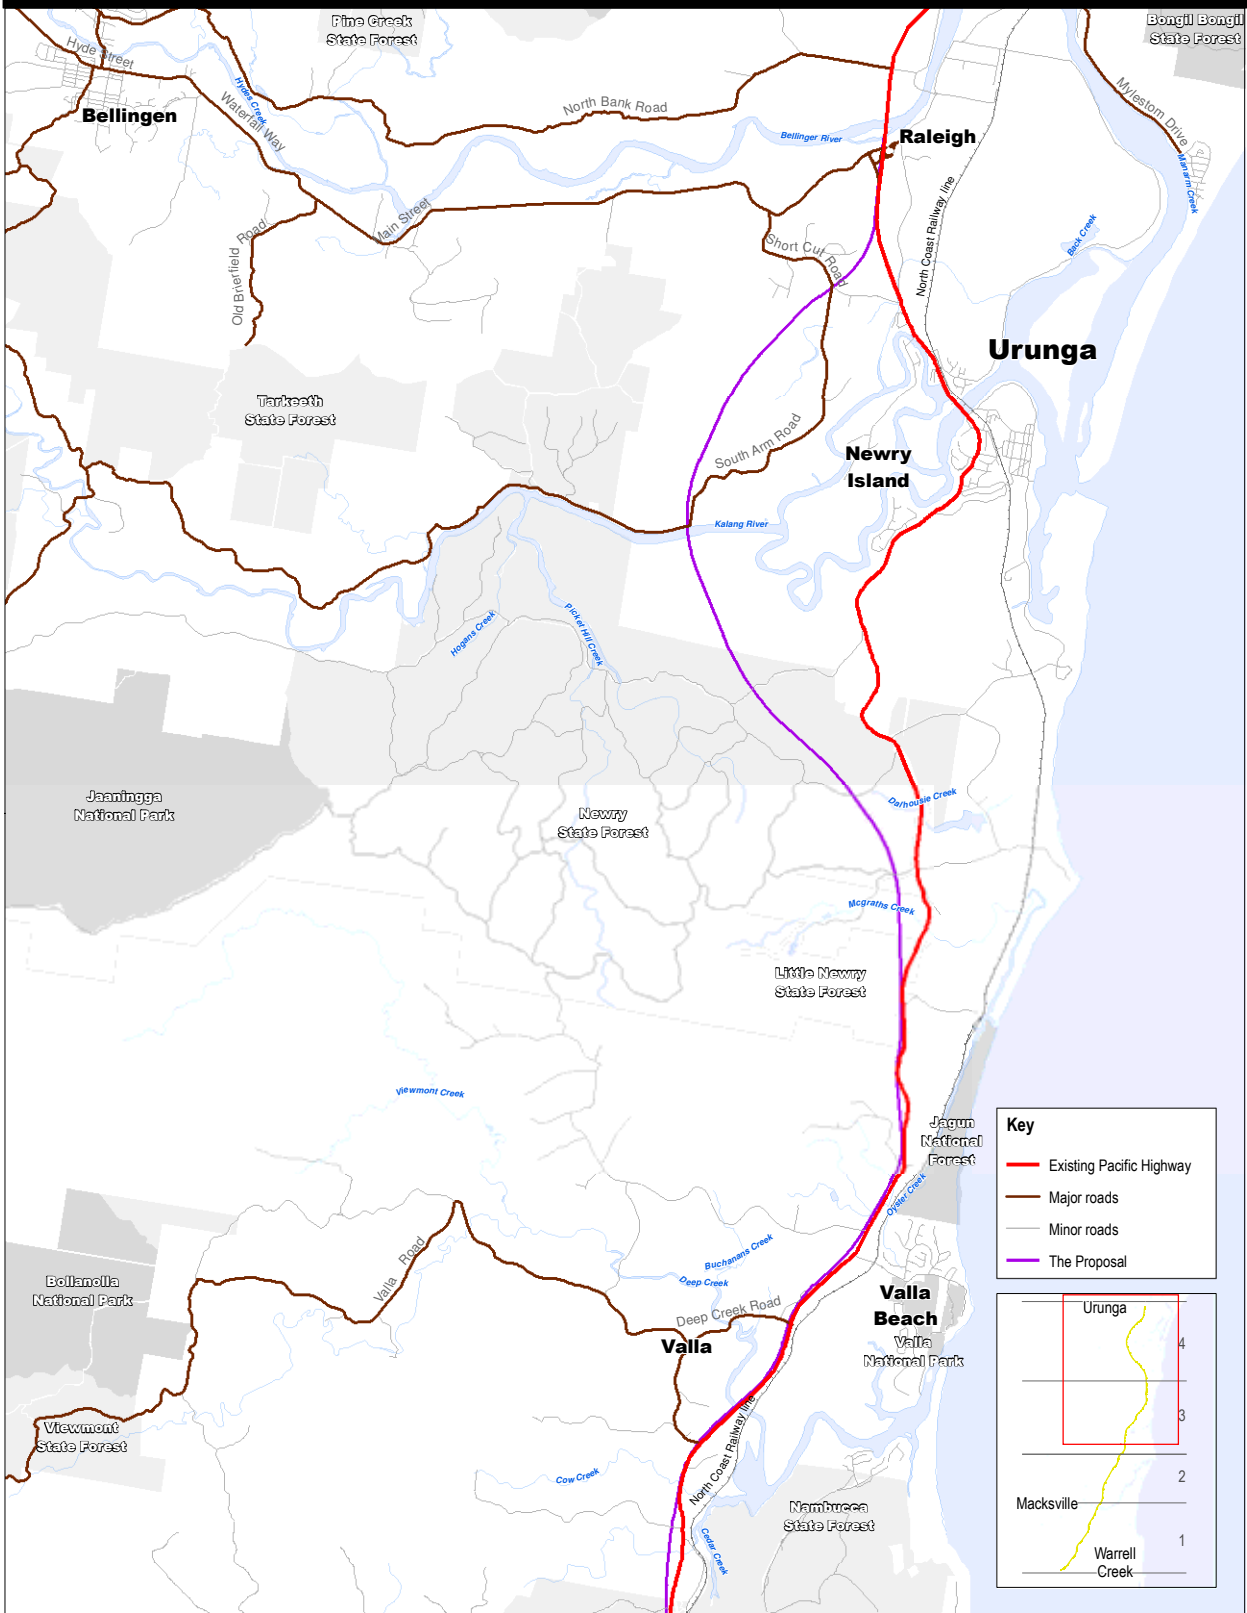 Pine Creek
State Forest
Bongil Bongil
State Forest
Hyde Street
Hydes Creek
Waterfall Way
North Bank Road
Mylestom Drive
Bellingen
Bellinger River
Raleigh
Manarm Creek
North Coast Railway line
Main Street
Back Creek
Old Brierfield Road
Short Cut Road
Urunga
Tarkeeth
State Forest
South Arm Road
Newry
Island
Kalang River
Hogans Creek
Picket Hill Creek
Jaaningga
National Park
Dalhousie Creek
Newry
State Forest
Mcgraths Creek
Little Newry
State Forest
Viewmont Creek
Jagun
National
Forest
Oyster Creek
Key
Existing Pacific Highway
Major roads
Minor roads
The Proposal
Valla Road
Buchanans Creek
Deep Creek
Bollanolla
National Park
Deep Creek Road
Valla
Beach
Valla
Valla
National Park
Viewmont
State Forest
North Coast Railway line
Cow Creek
Nambucca
State Forest
Cedar Creek
Urunga
4
3
2
Macksville
1
Warrell
Creek